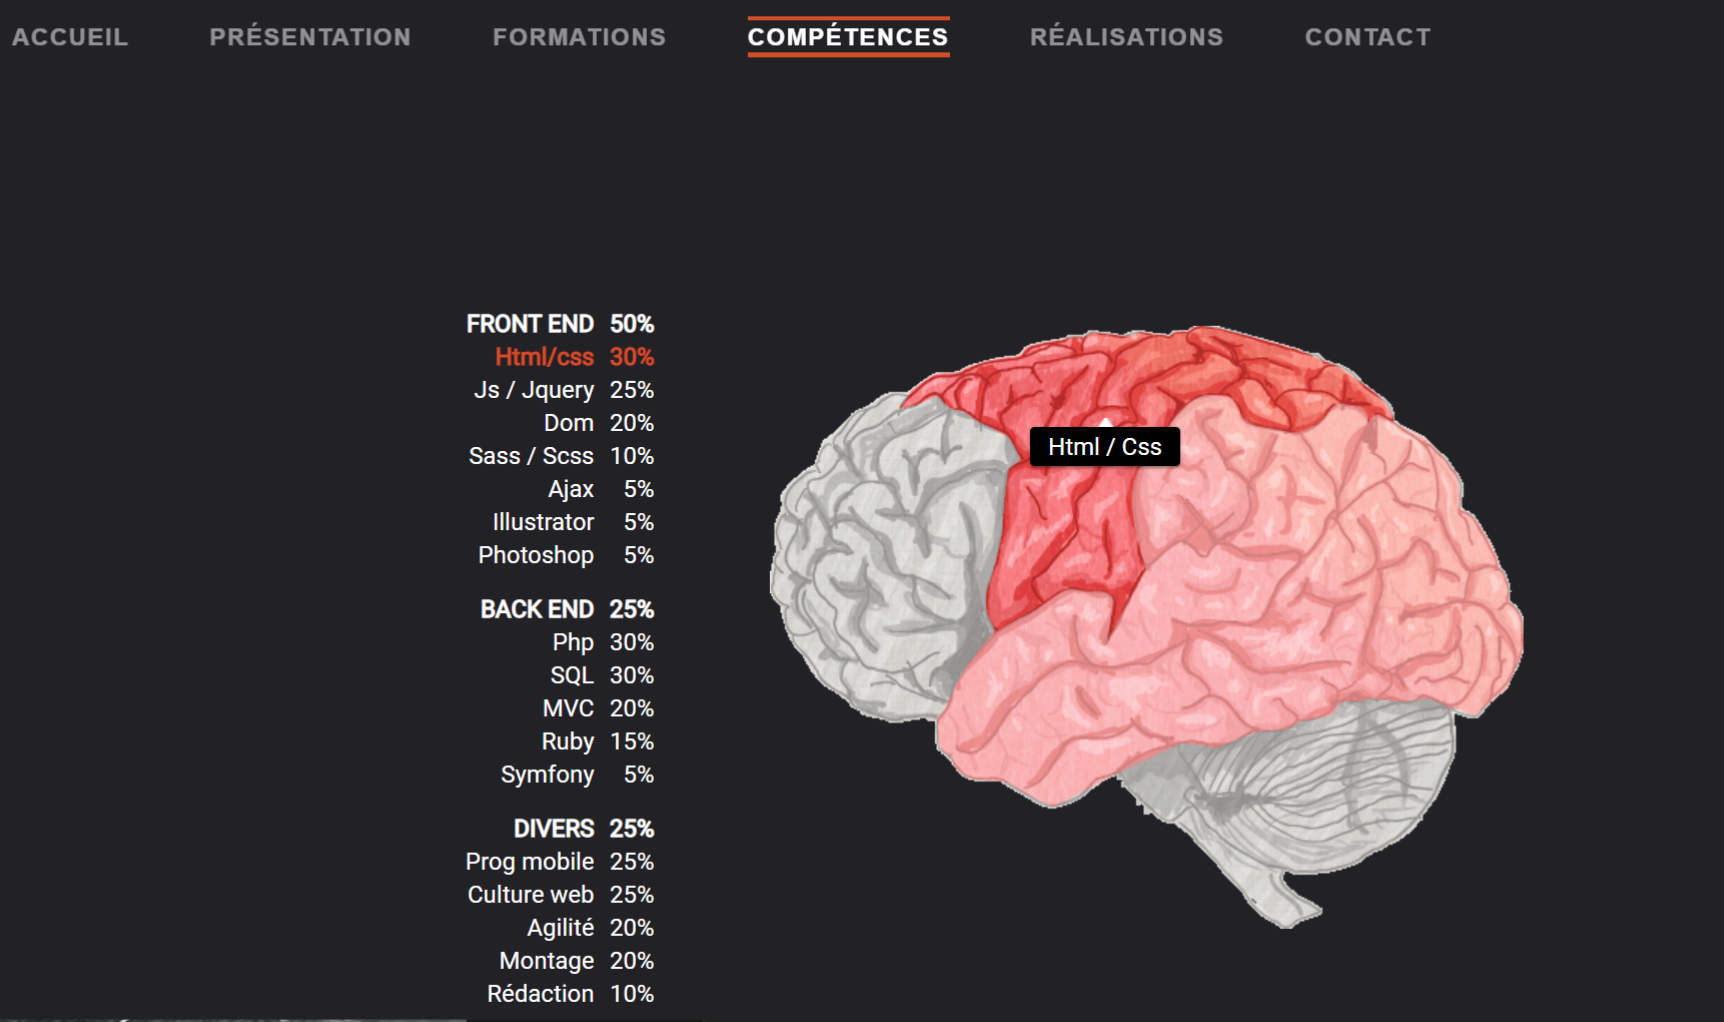 ACCUEIL PRÉSENTATION FORMATIONS COMPÉTENCES RÉALISATIONS CONTACT
FRONT END 50%
Html/css 30%
Js / Jquery 25%
Dom 20%
Sass / Scss 10%
Ajax 5%
Illustrator 5%
Photoshop 5%
BACK END 25%
Php 30%
SQL 30%
MVC 20%
Ruby 15%
Symfony 5%
DIVERS 25%
Prog mobile 25%
Culture web 25%
Agilité 20%
Montage 20%
Rédaction 10%
Html / Css